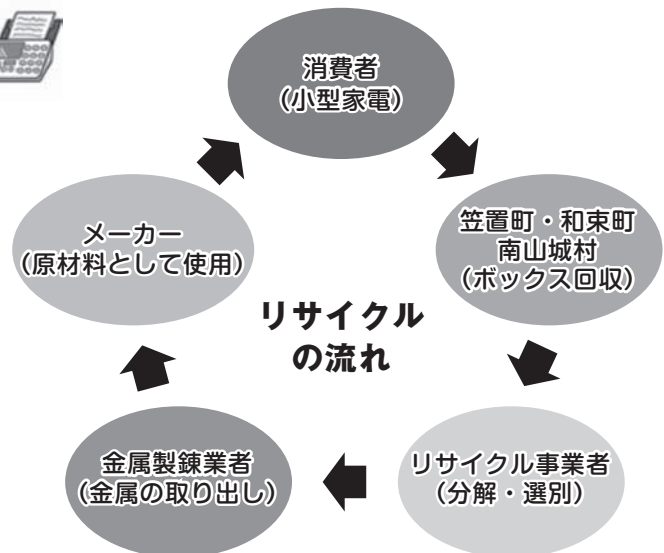 消費者
(小型家電)
笠置町・和束町
南山城村
(ボックス回収)
リサイクル事業者
(分解・選別)
金属製錬業者
(金属の取り出し)
メーカー
(原材料として使用)
リサイクル
の流れ